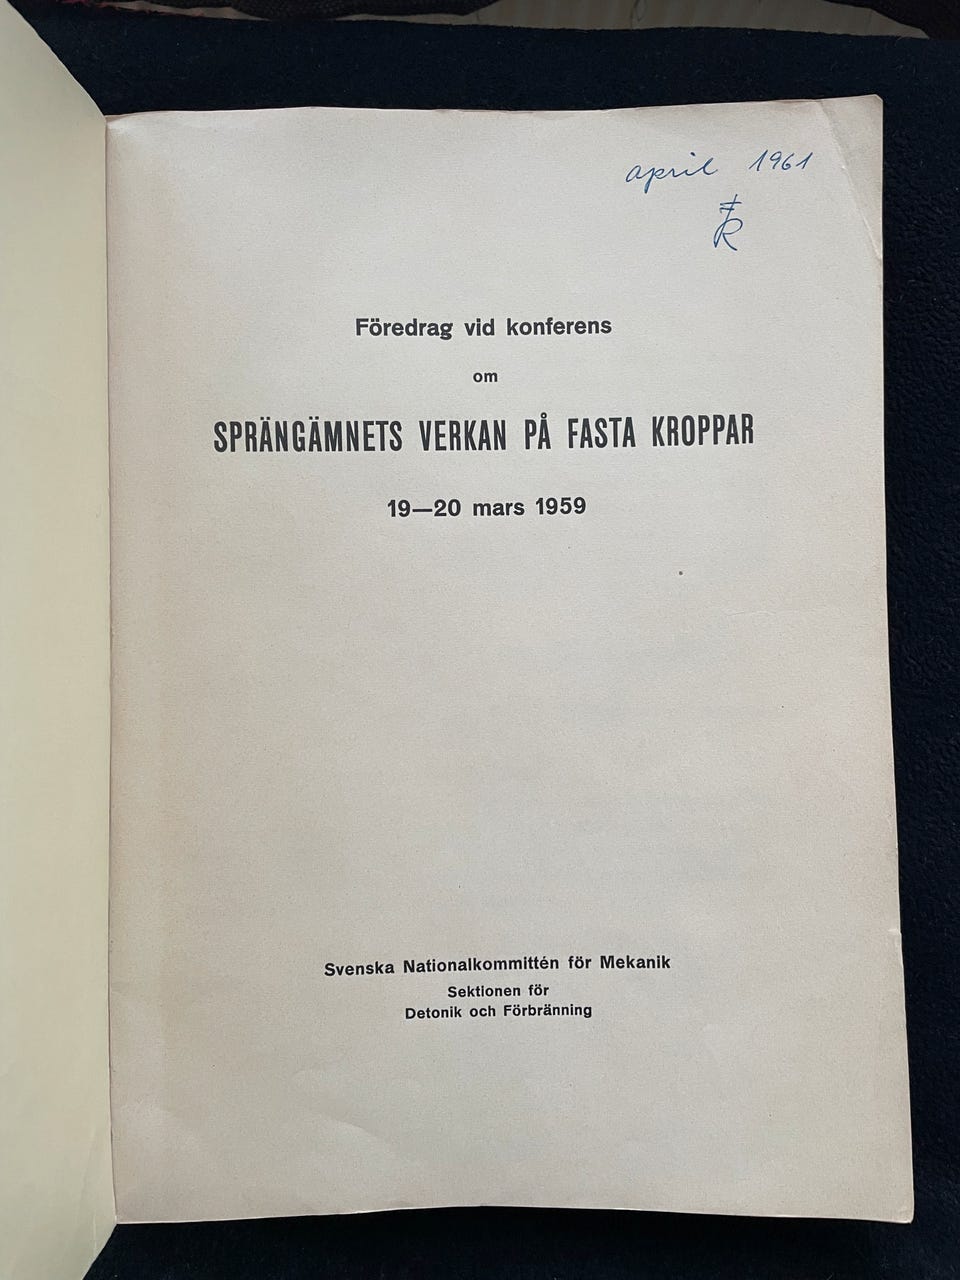 april 1961
FR
Föredrag vid konferens
om
SPRÄNGÄMNETS VERKAN PÅ FASTA KROPPAR
19—20 mars 1959
Svenska Nationalkommittén för Mekanik
Sektionen för
Detonik och Förbränning